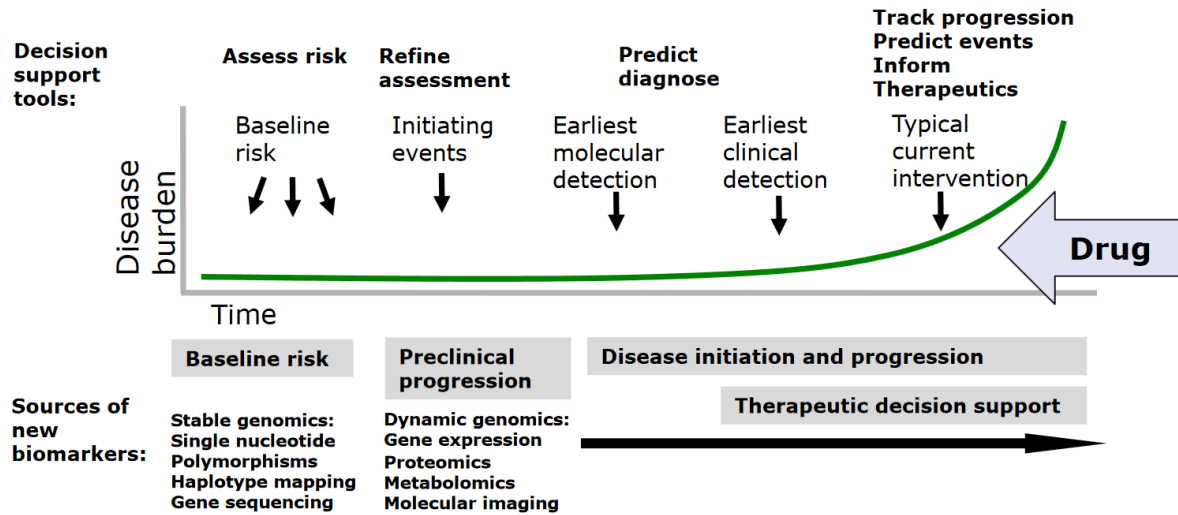 Decision
support
tools:
Assess risk
Refine
assessment
Predict
diagnose
Track progression
Predict events
Inform
Therapeutics
Baseline
risk
Initiating
events
Earliest
molecular
detection
Earliest
clinical
detection
Typical
current
intervention
Disease
burden
Drug
Time
Baseline risk
Preclinical
progression
Disease initiation and progression
Therapeutic decision support
Sources of
new
biomarkers:
Stable genomics:
Single nucleotide
Polymorphisms
Haplotype mapping
Gene sequencing
Dynamic genomics:
Gene expression
Proteomics
Metabolomics
Molecular imaging